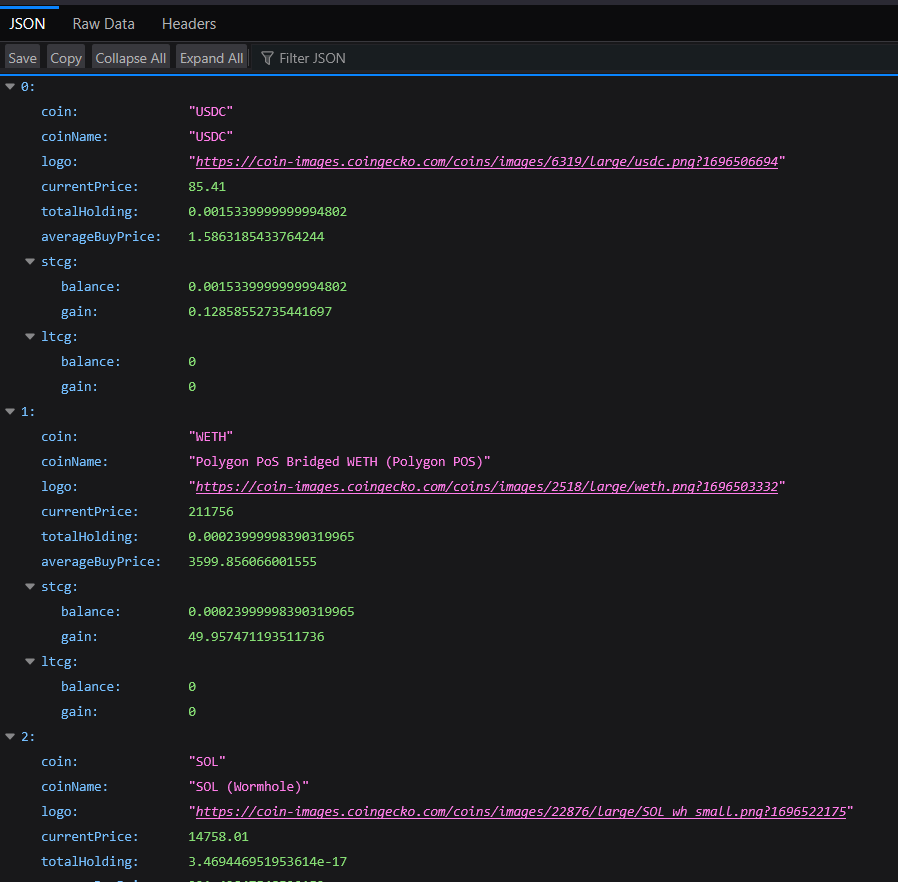 JSON Raw Data Headers
Save Copy Collapse All Expand All Filter JSON
0:
coin: "USDC"
coinName: "USDC"
logo: "https://coin-images.coingecko.com/coins/images/6319/large/usdc.png?1696506694"
currentPrice: 85.41
totalHolding: 0.0015339999999994802
averageBuyPrice: 1.5863185433764244
stcg:
balance: 0.0015339999999994802
gain: 0.12858552735441697
ltcg:
balance: 0
gain: 0
1:
coin: "WETH"
coinName: "Polygon PoS Bridged WETH (Polygon POS)"
logo: "https://coin-images.coingecko.com/coins/images/2518/large/weth.png?1696503332"
currentPrice: 211756
totalHolding: 0.00023999998390319965
averageBuyPrice: 3599.856066001555
stcg:
balance: 0.00023999998390319965
gain: 49.957471193511736
ltcg:
balance: 0
gain: 0
2:
coin: "SOL"
coinName: "SOL (Wormhole)"
logo: "https://coin-images.coingecko.com/coins/images/22876/large/SOL_wh_small.png?1696522175"
currentPrice: 14758.01
totalHolding: 3.469446951953614e-17